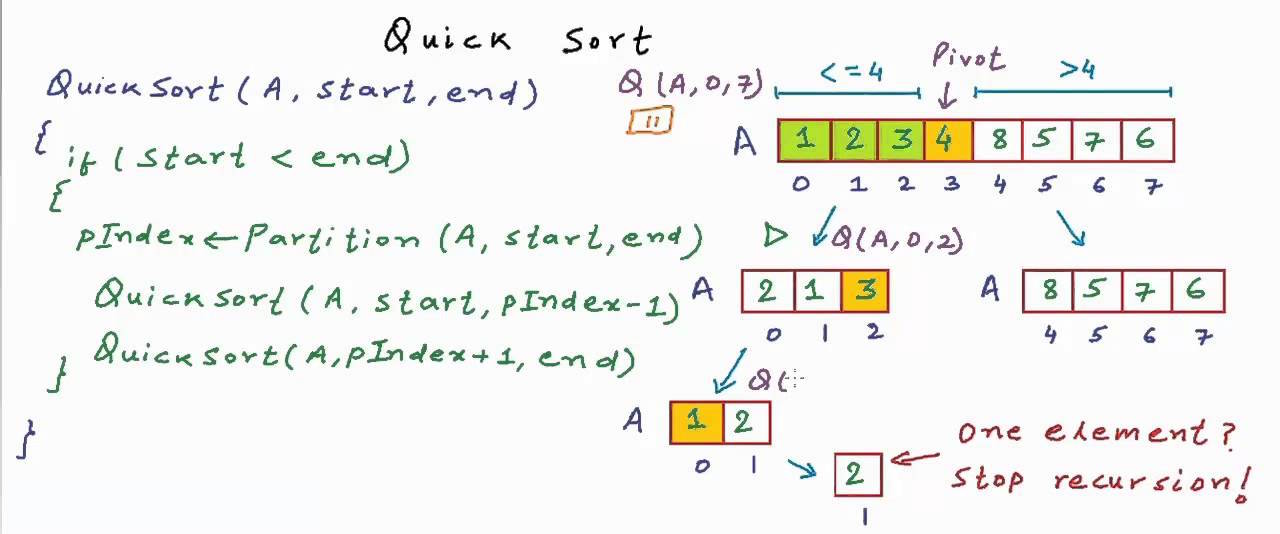 Quick Sort
QuickSort(A, start, end)
{
if (start < end)
{
pIndex ← Partition (A, start, end)
QuickSort (A, start, pIndex-1)
QuickSort(A, pIndex+1, end)
}
}
Q (A, 0, 7)
11
<=4
Pivot
>4
A 1 2 3 4 8 5 7 6
0 1 2 3 4 5 6 7
Q(A, 0, 2)
A 2 1 3
0 1 2
A 8 5 7 6
4 5 6 7
Q(
A 1 2
0 1
2
1
One element?
Stop recursion!